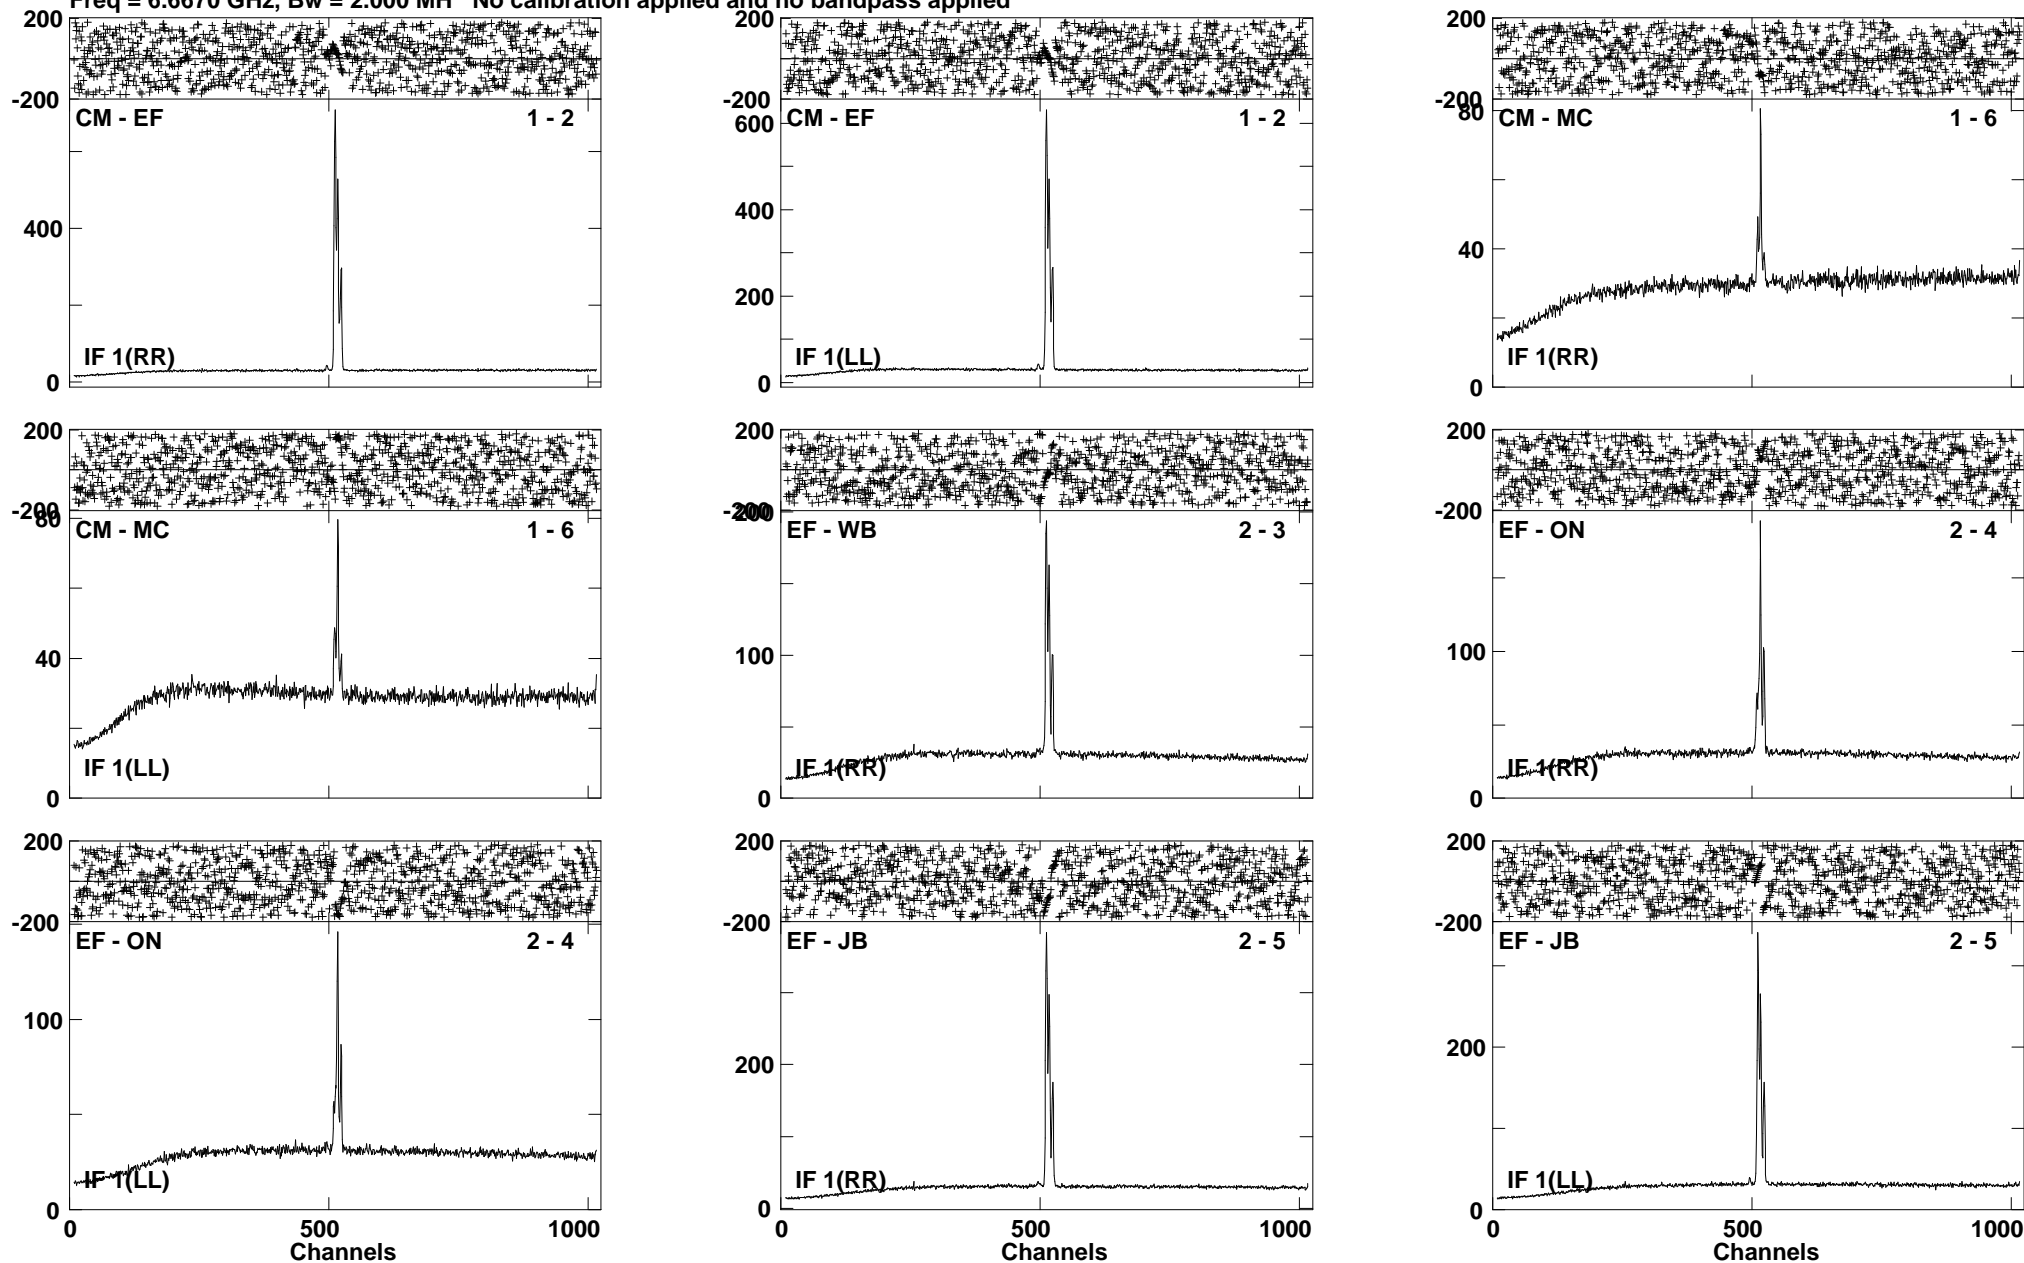 Freq = 6.6670 GHz, Bw = 2.000 MH No calibration applied and no bandpass applied
200
-200
CM - EF 1 - 2
400
IF 1(RR)
0
200
-200
600
CM - EF 1 - 2
400
200
IF 1(LL)
0
200
-200
80
CM - MC 1 - 6
40
IF 1(RR)
0
200
-200
80
CM - MC 1 - 6
40
IF 1(LL)
0
200
-200
200
EF - WB 2 - 3
100
IF 1(RR)
0
200
-200
EF - ON 2 - 4
100
IF 1(RR)
0
200
-200
EF - ON 2 - 4
100
IF 1(LL)
0
0 500 1000
Channels
200
-200
EF - JB 2 - 5
200
IF 1(RR)
0
0 500 1000
Channels
200
-200
EF - JB 2 - 5
200
IF 1(LL)
0
0 500 1000
Channels